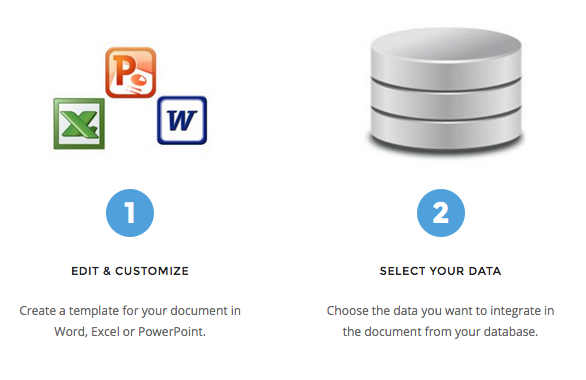 1
EDIT & CUSTOMIZE
Create a template for your document in
Word, Excel or PowerPoint.
2
SELECT YOUR DATA
Choose the data you want to integrate in
the document from your database.
P
X
W